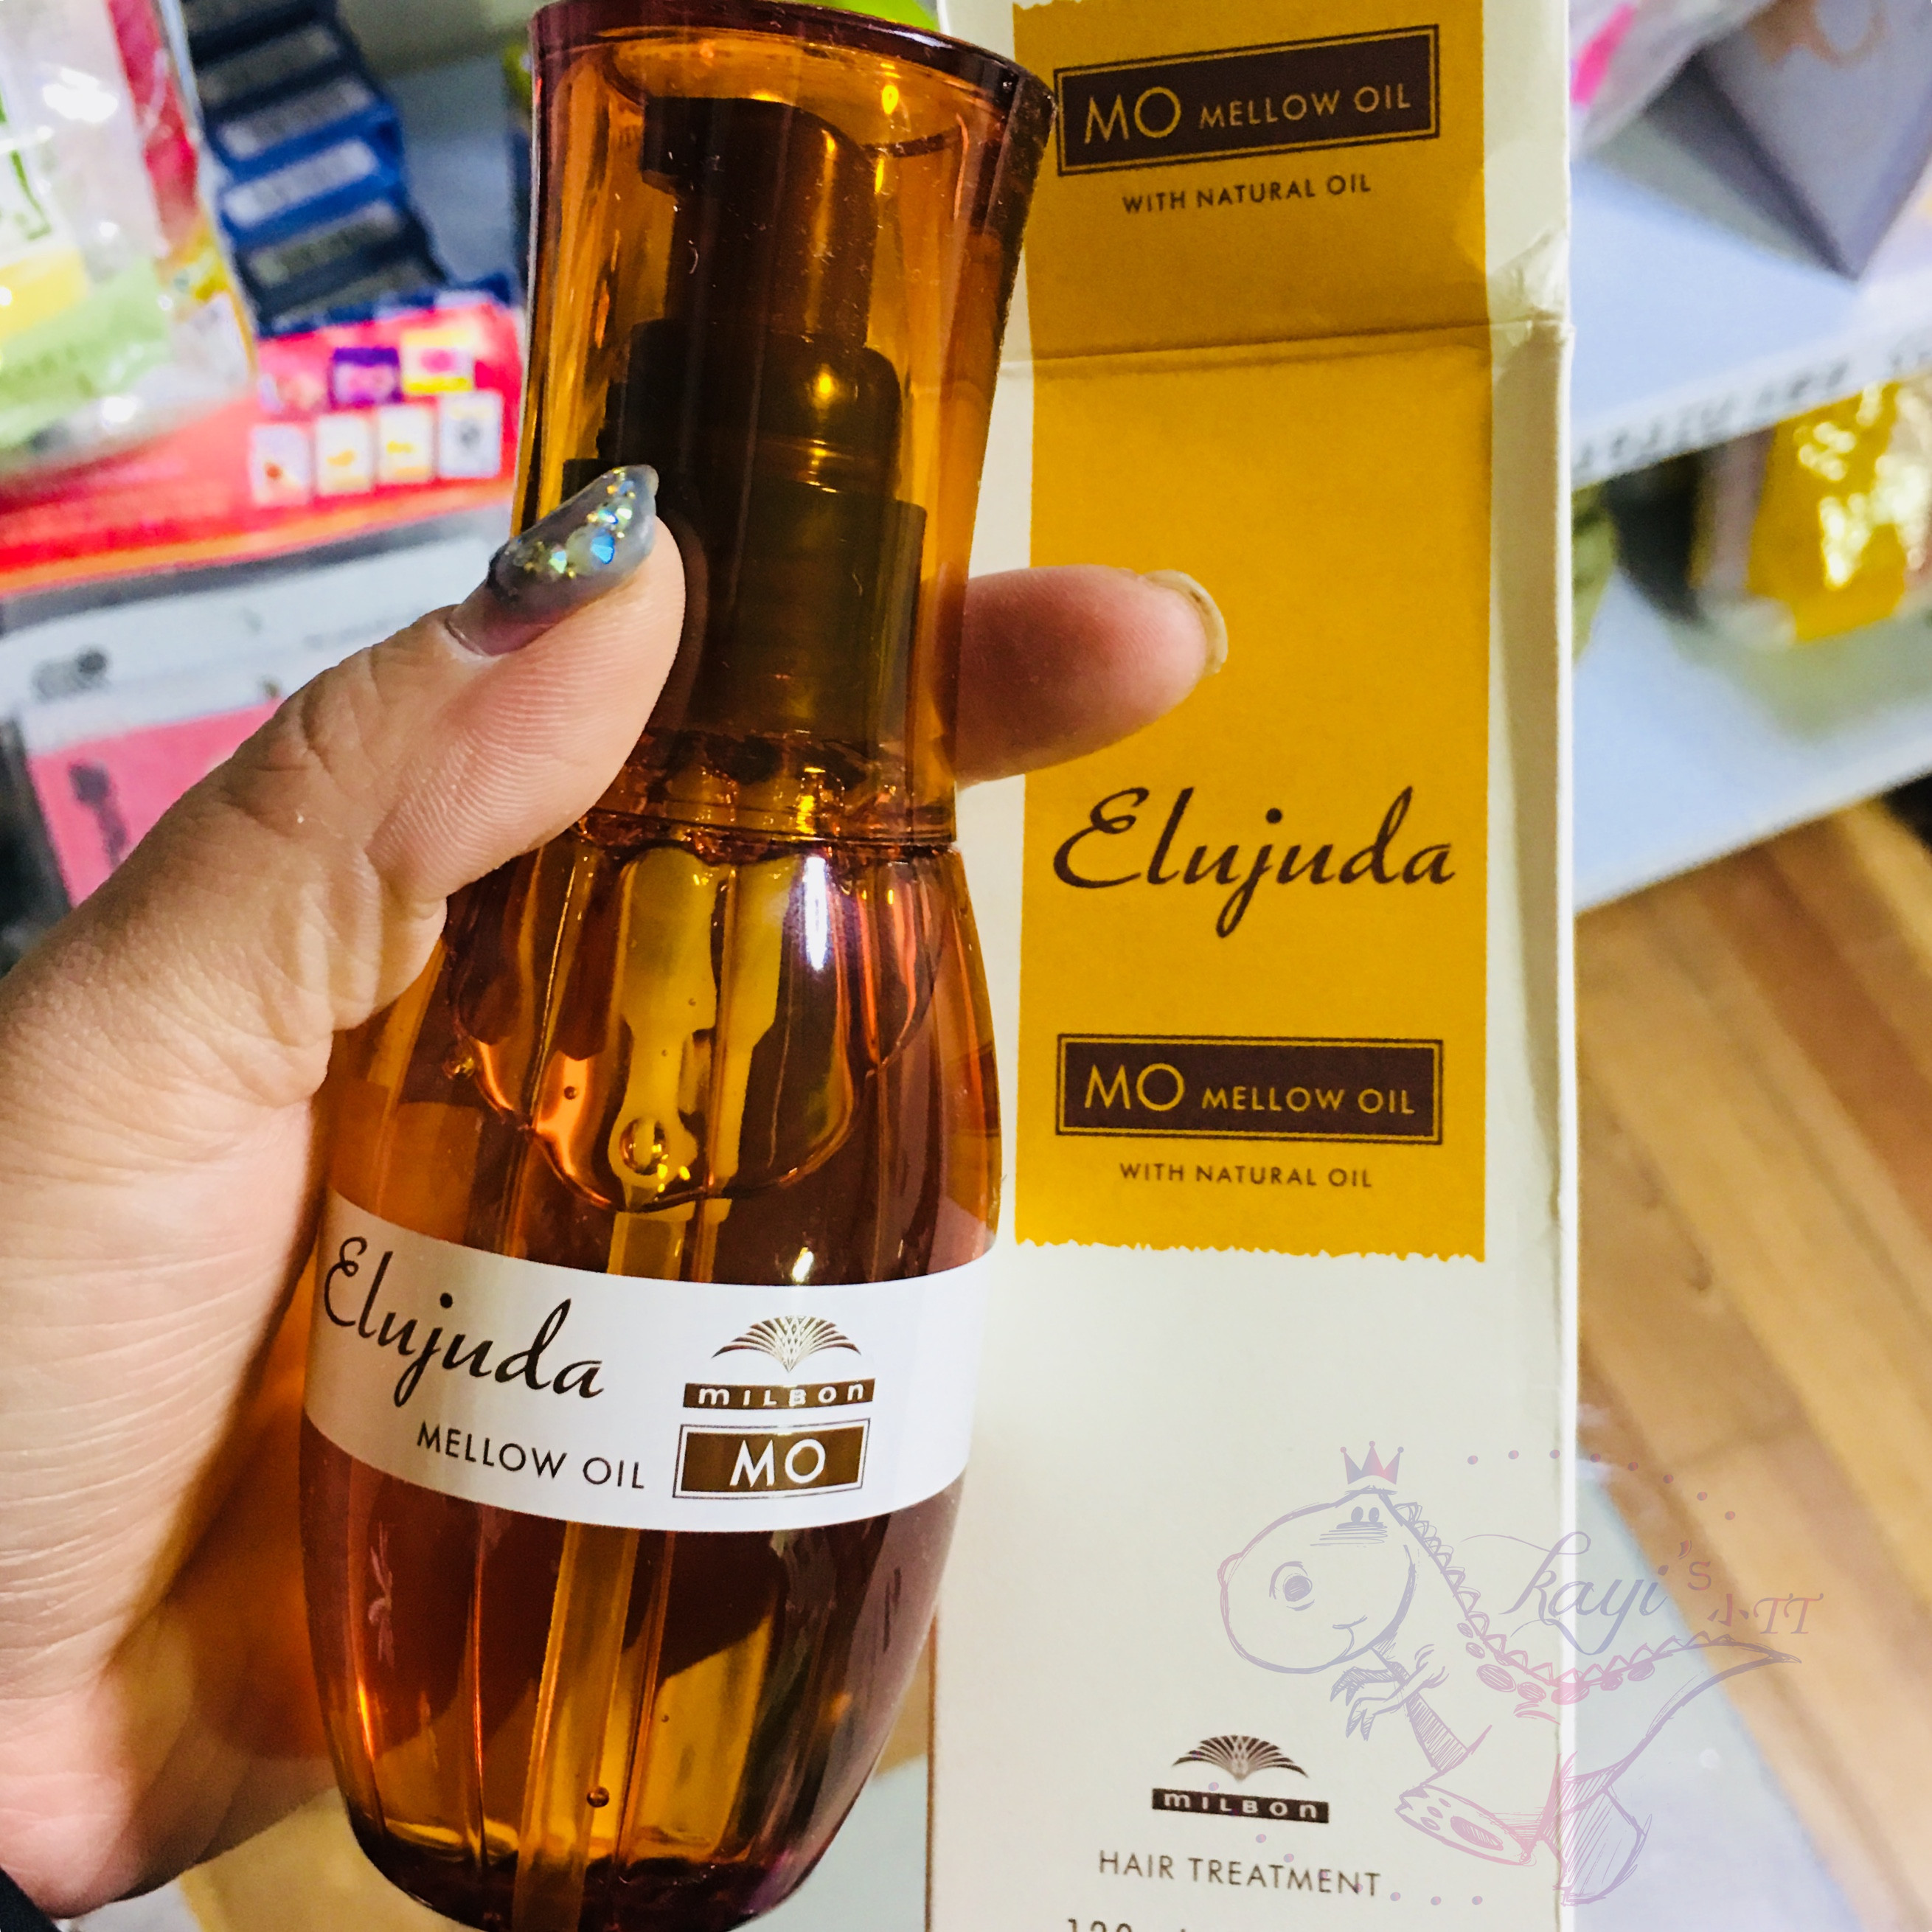 MO MELLOW OIL
WITH NATURAL OIL
Elujuda
MO MELLOW OIL
WITH NATURAL OIL
Elujuda
MILBON
MELLOW OIL
MO
kayi's
TT
MILBON
HAIR TREATMENT